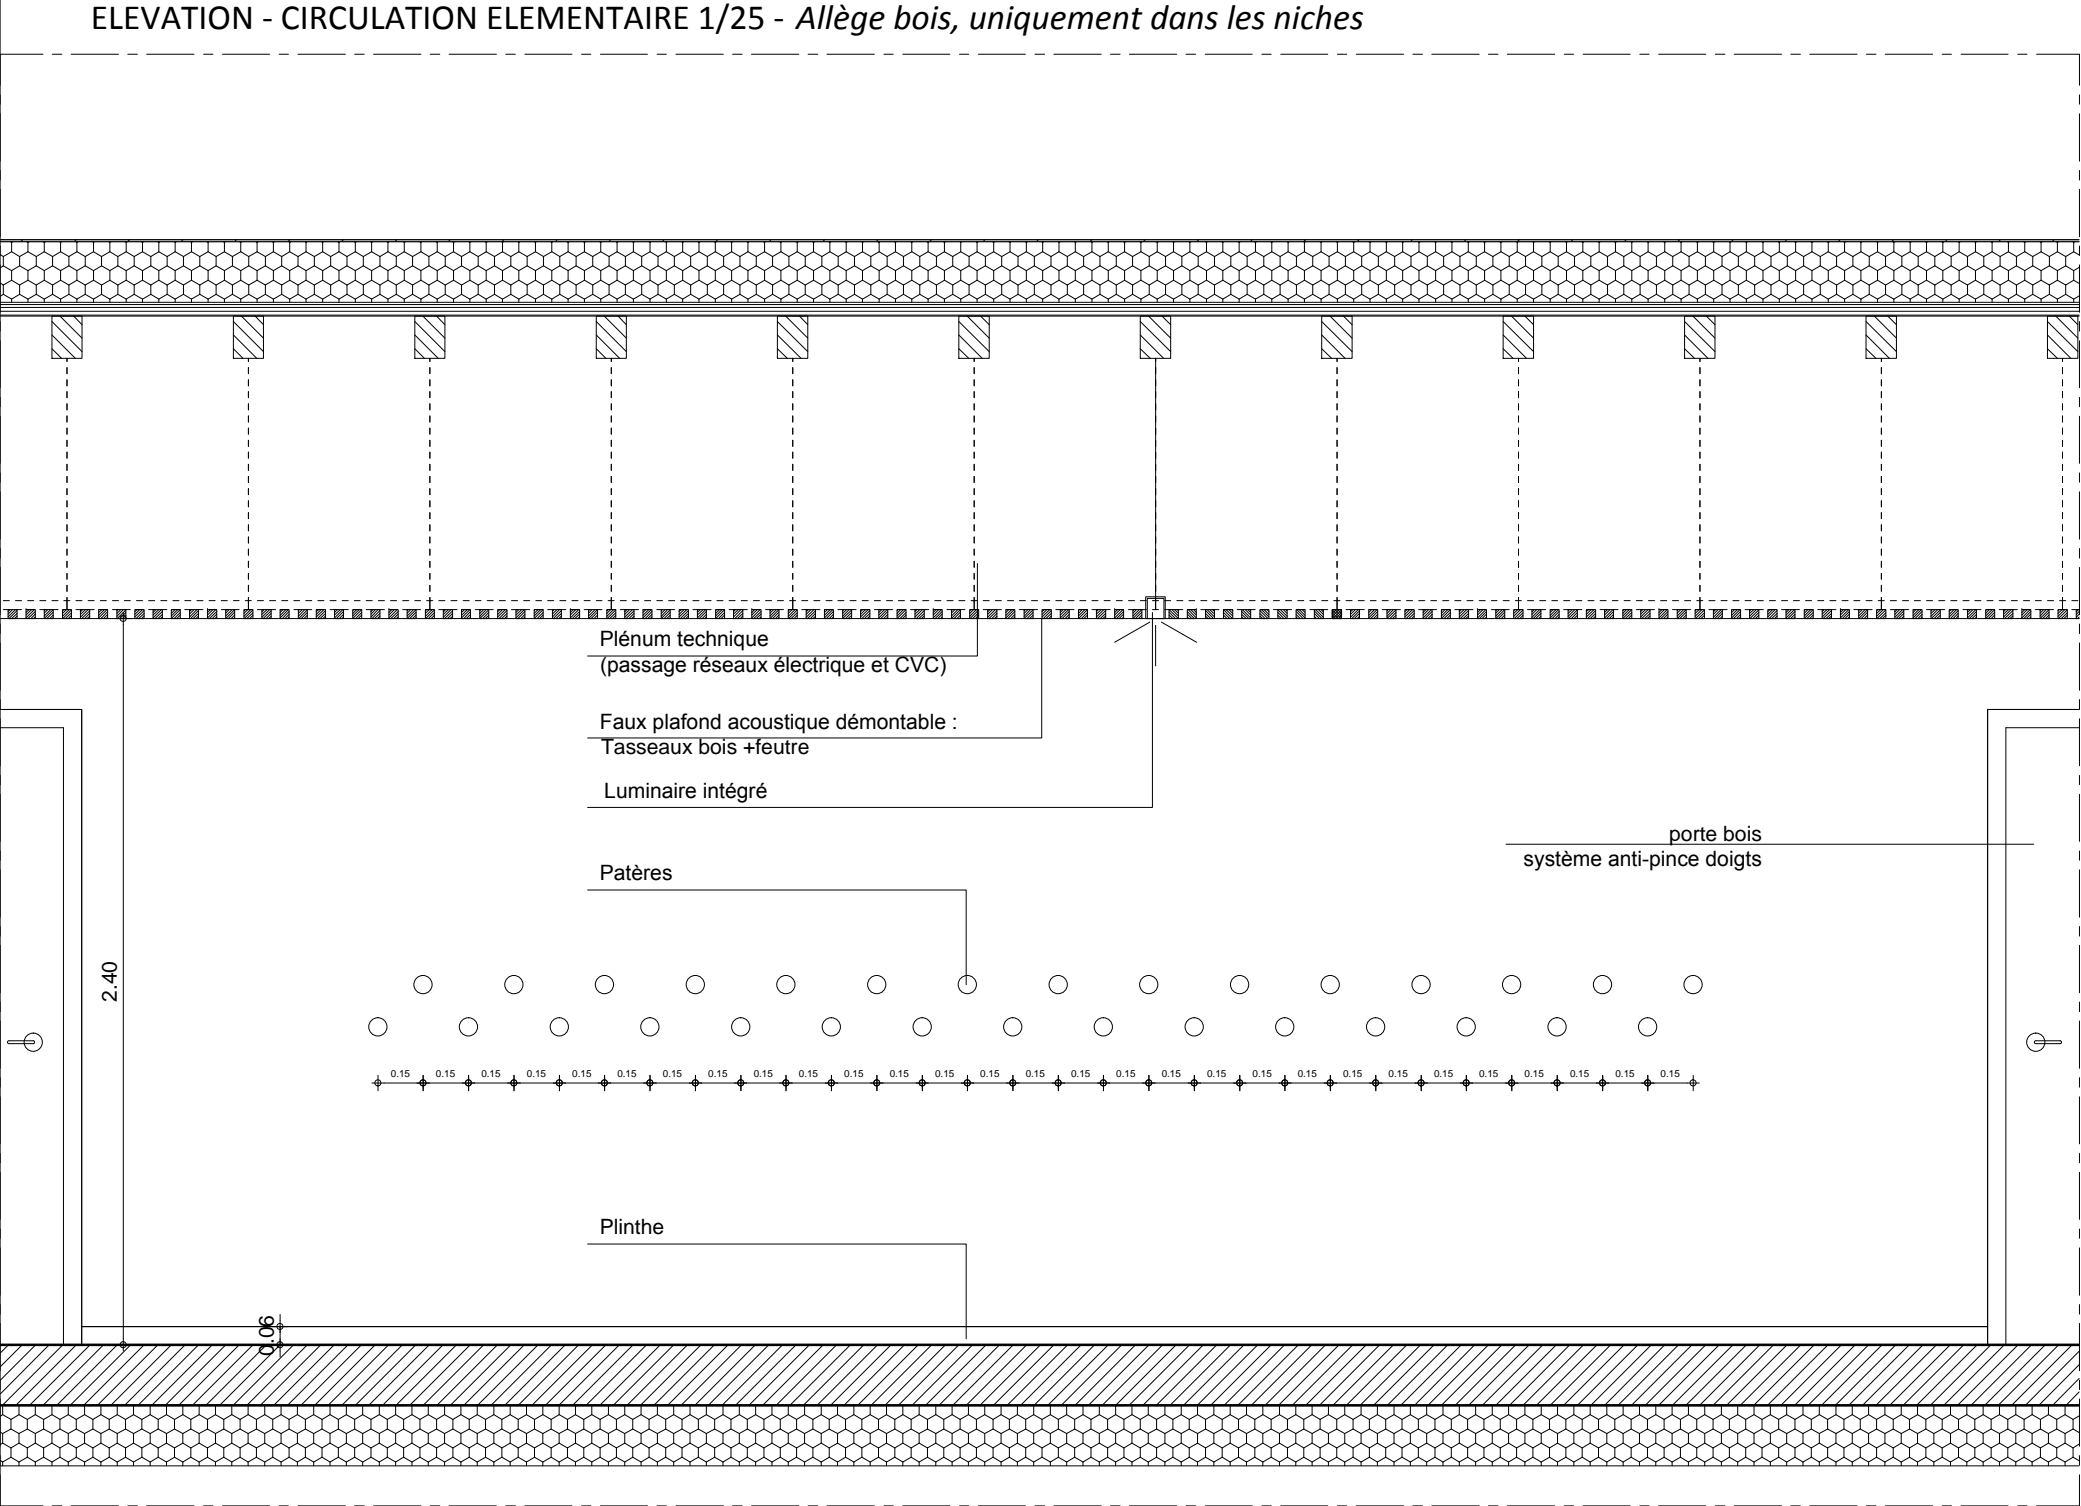 ELEVATION - CIRCULATION ELEMENTAIRE 1/25 - Allège bois, uniquement dans les niches
Plénum technique
(passage réseaux électrique et CVC)
Faux plafond acoustique démontable :
Tasseaux bois +feutre
Luminaire intégré
porte bois
système anti-pince doigts
Patères
2.40
0.15 0.15 0.15 0.15 0.15 0.15 0.15 0.15 0.15 0.15 0.15 0.15 0.15 0.15 0.15 0.15 0.15 0.15 0.15 0.15 0.15 0.15 0.15 0.15 0.15 0.15 0.15 0.15 0.15
Plinthe
0.06